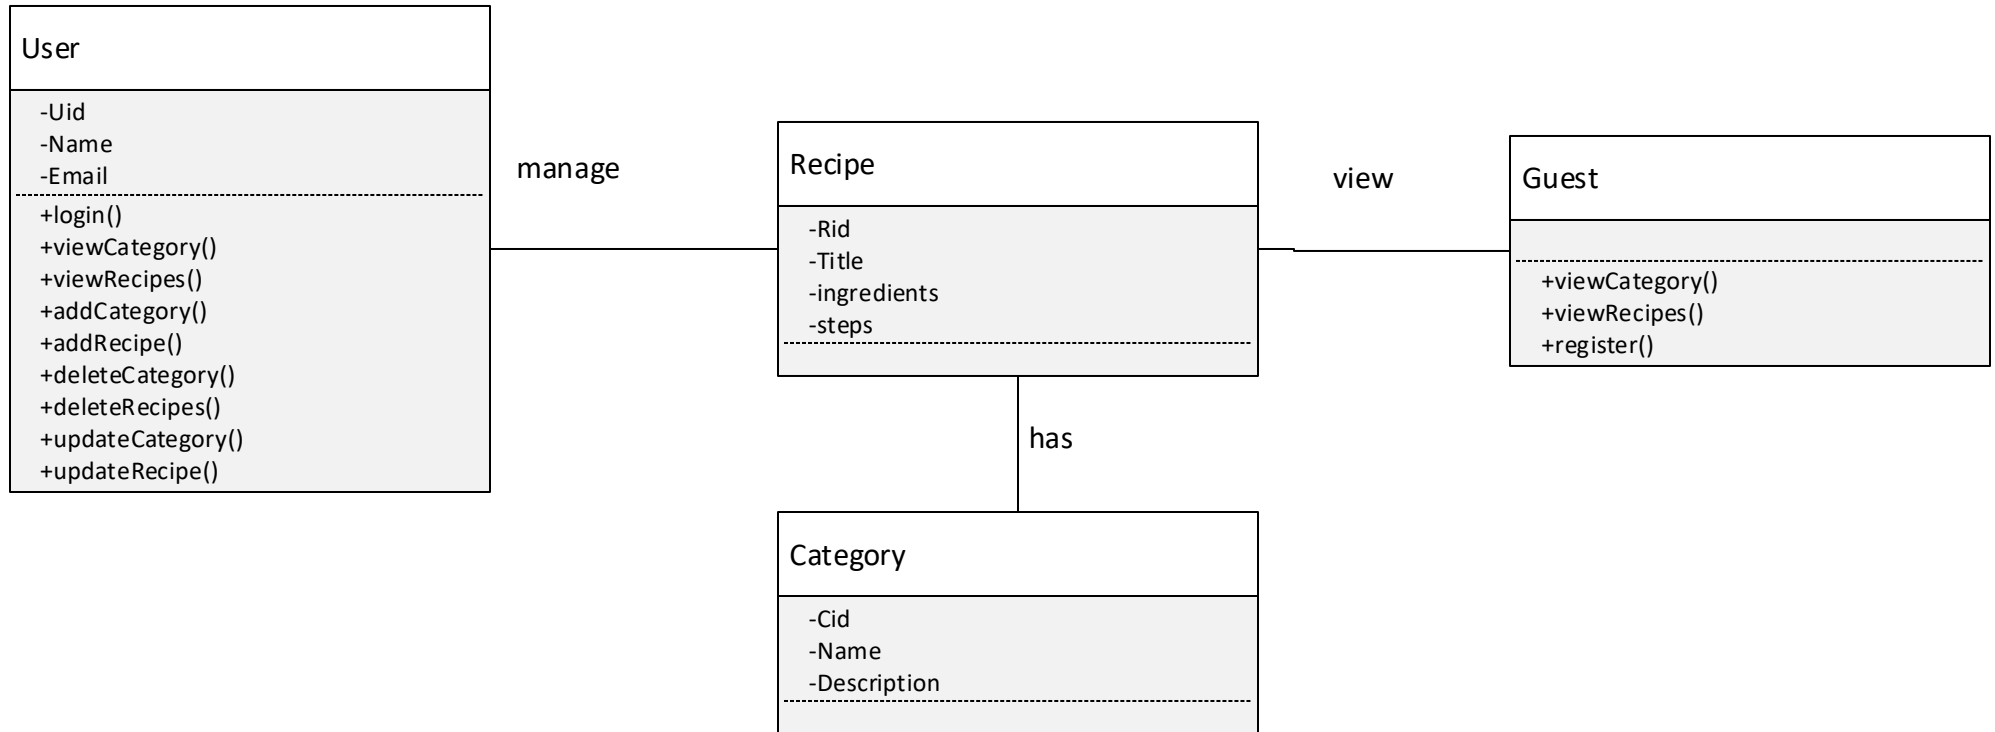 User
-Uid
-Name
-Email
+login()
+viewCategory()
+viewRecipes()
+addCategory()
+addRecipe()
+deleteCategory()
+deleteRecipes()
+updateCategory()
+updateRecipe()
manage
Recipe
-Rid
-Title
-ingredients
-steps
view
Guest
+viewCategory()
+viewRecipes()
+register()
has
Category
-Cid
-Name
-Description